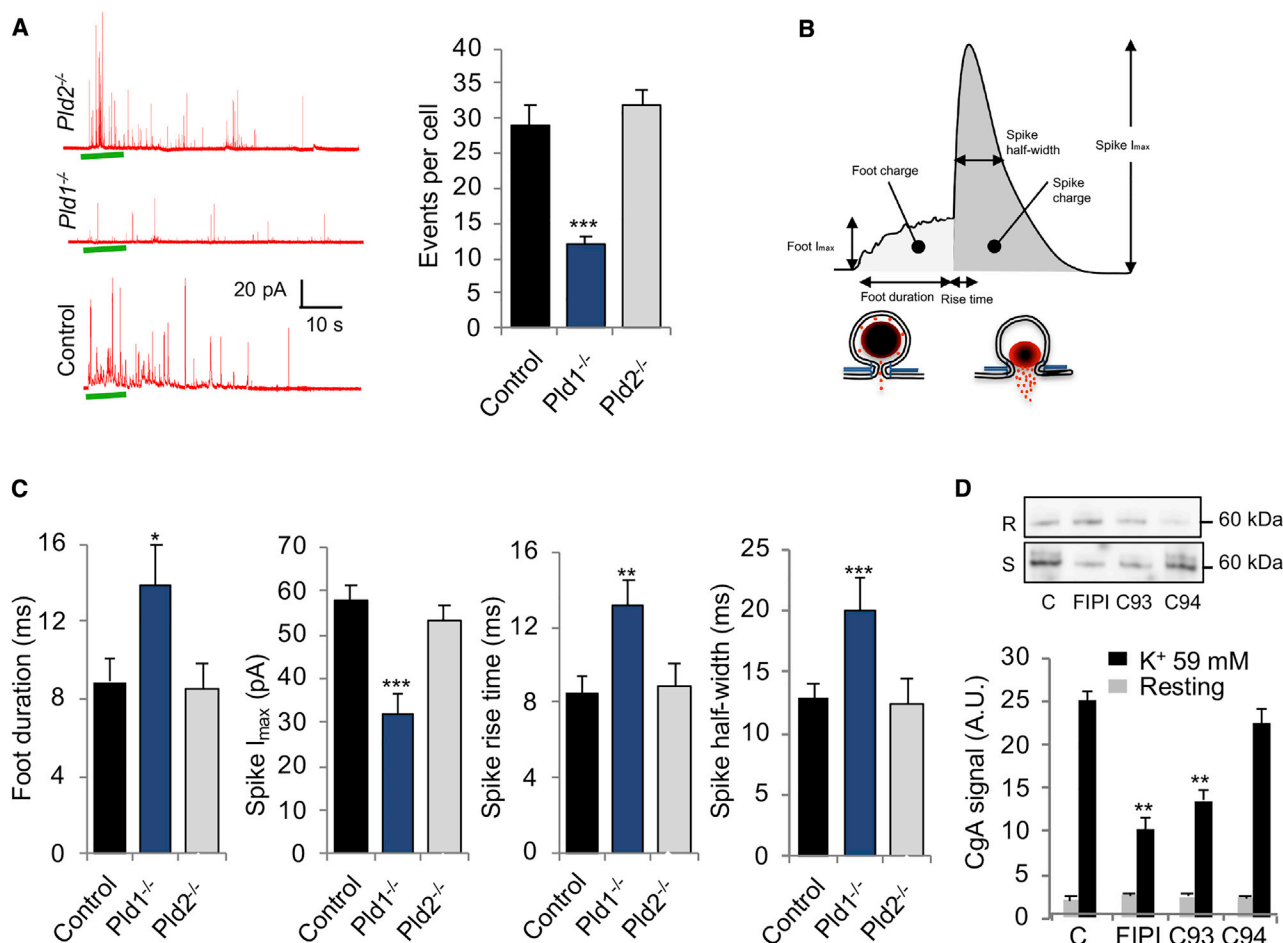 A
Pld2-/-
Pld1-/-
Control
20 pA
10 s
Events per cell
40
35
30
25
20
15
10
5
0
***
Control
Pld1-/-
Pld2-/-
B
Spike
half-width
Spike Imax
Foot charge
Spike
charge
Foot Imax
Foot duration
Rise time
C
Foot duration (ms)
16
12
8
4
0
*
Control
Pld1-/-
Pld2-/-
Spike Imax (pA)
70
60
50
40
30
20
10
0
***
Control
Pld1-/-
Pld2-/-
Spike rise time (ms)
16
12
8
4
0
**
Control
Pld1-/-
Pld2-/-
Spike half-width (ms)
25
20
15
10
5
0
***
Control
Pld1-/-
Pld2-/-
D
R
60 kDa
S
60 kDa
C FIPI C93 C94
CgA signal (A.U.)
30
25
20
15
10
5
0
K+ 59 mM
Resting
**
**
C FIPI C93 C94